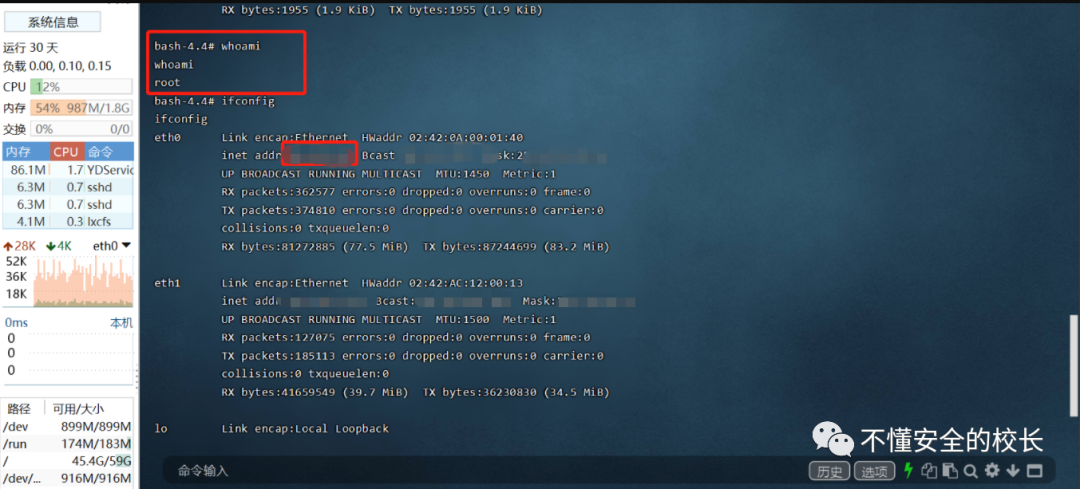 系统信息
运行 30 天
负载 0.00, 0.10, 0.15
CPU 12%
内存 54% 987M/1.8G
交换 0% 0/0
内存 CPU 命令
86.1M 1.7 YDServic
6.3M 0.7 sshd
6.3M 0.7 sshd
4.1M 0.3 lxcfs
28K 4K eth0
52K
36K
18K
0ms 本机
0
0
0
路径 可用/大小
/dev 899M/899M
/run 174M/183M
/ 45.4G/59G
/dev/... 916M/916M
RX bytes:1955 (1.9 KiB) TX bytes:1955 (1.9 KiB)
bash-4.4# whoami
whoami
root
bash-4.4# ifconfig
ifconfig
eth0 Link encap:Ethernet HWaddr 02:42:0A:00:01:40
inet addr Bcast sk:2
UP BROADCAST RUNNING MULTICAST MTU:1450 Metric:1
RX packets:362577 errors:0 dropped:0 overruns:0 frame:0
TX packets:374810 errors:0 dropped:0 overruns:0 carrier:0
collisions:0 txqueuelen:0
RX bytes:81272885 (77.5 MiB) TX bytes:87244699 (83.2 MiB)
eth1 Link encap:Ethernet HWaddr 02:42:AC:12:00:13
inet add cast: Mask:
UP BROADCAST RUNNING MULTICAST MTU:1500 Metric:1
RX packets:127075 errors:0 dropped:0 overruns:0 frame:0
TX packets:185113 errors:0 dropped:0 overruns:0 carrier:0
collisions:0 txqueuelen:0
RX bytes:41659549 (39.7 MiB) TX bytes:36230830 (34.5 MiB)
lo Link encap:Local Loopback
不懂安全的校长
命令输入 历史 选项